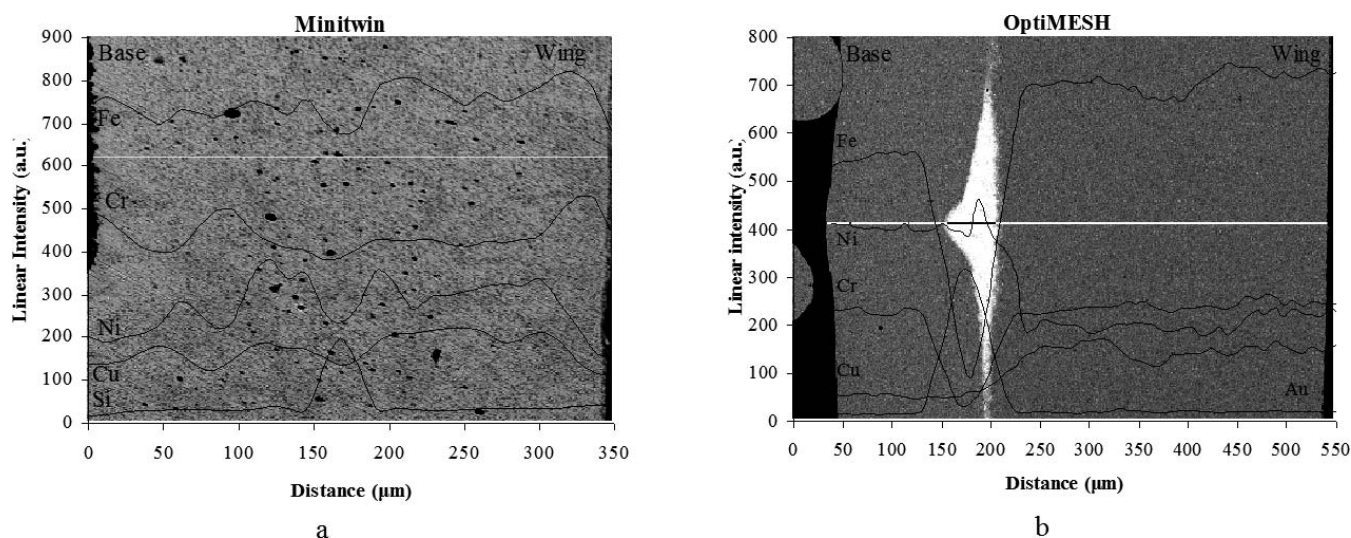 Minitwin
900
800
700
600
500
400
300
200
100
0
Linear Intensity (a.u.)
Base
Wing
Fe
Cr
Ni
Cu
Si
0 50 100 150 200 250 300 350
Distance (µm)
a
OptiMESH
800
700
600
500
400
300
200
100
0
Linear intensity (a.u.)
Base
Wing
Fe
Ni
Cr
Cu
Au
0 50 100 150 200 250 300 350 400 450 500 550
Distance (µm)
b